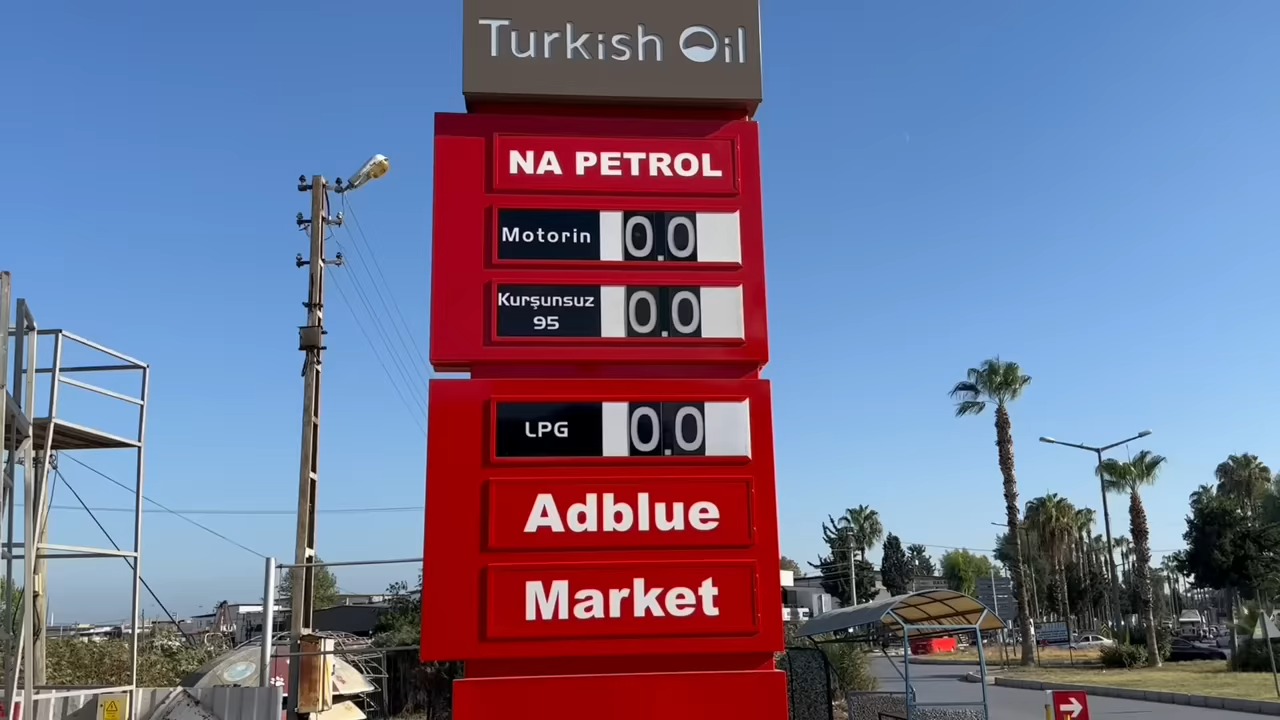 Turkish Oil
NA PETROL
Motorin 0.0
Kurşunsuz
95 0.0
LPG 0.0
Adblue
Market